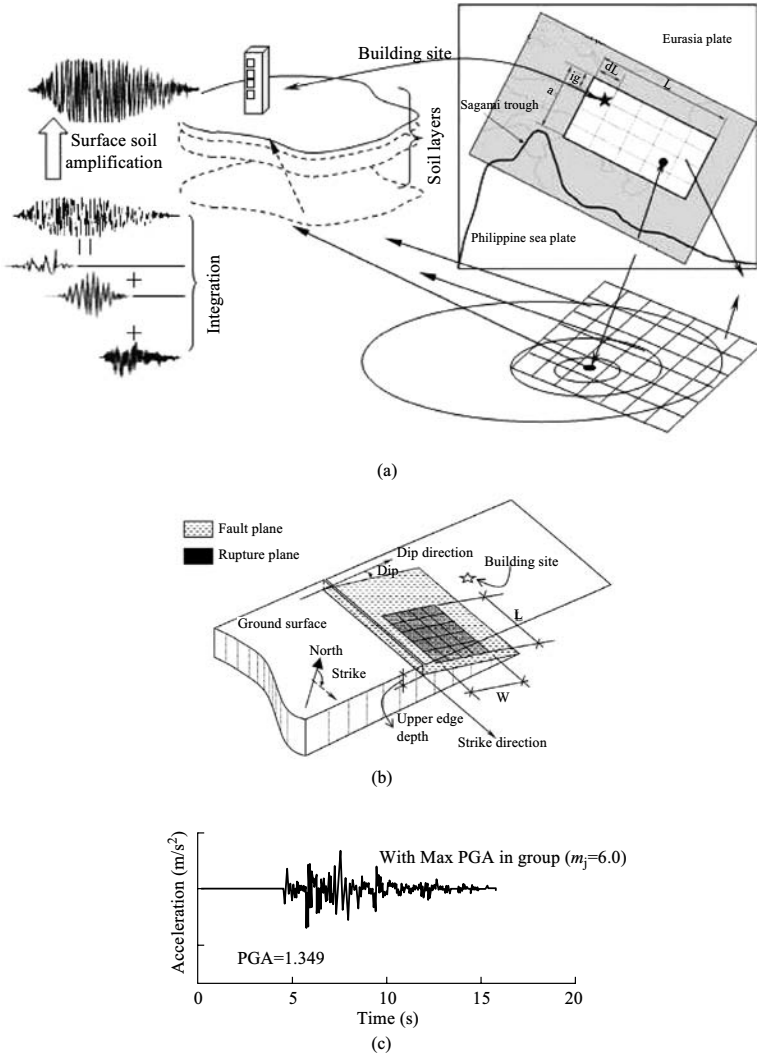 Building site
Eurasia plate
dL
L
ig
a
Sagami trough
Soil layers
Surface soil
amplification
Philippine sea plate
Integration
(a)
Fault plane
Rupture plane
Dip direction
Dip
Building site
Ground surface
L
North
Strike
W
Upper edge
depth
Strike direction
(b)
With Max PGA in group (mj=6.0)
Acceleration (m/s²)
PGA=1.349
0 5 10 15 20
Time (s)
(c)